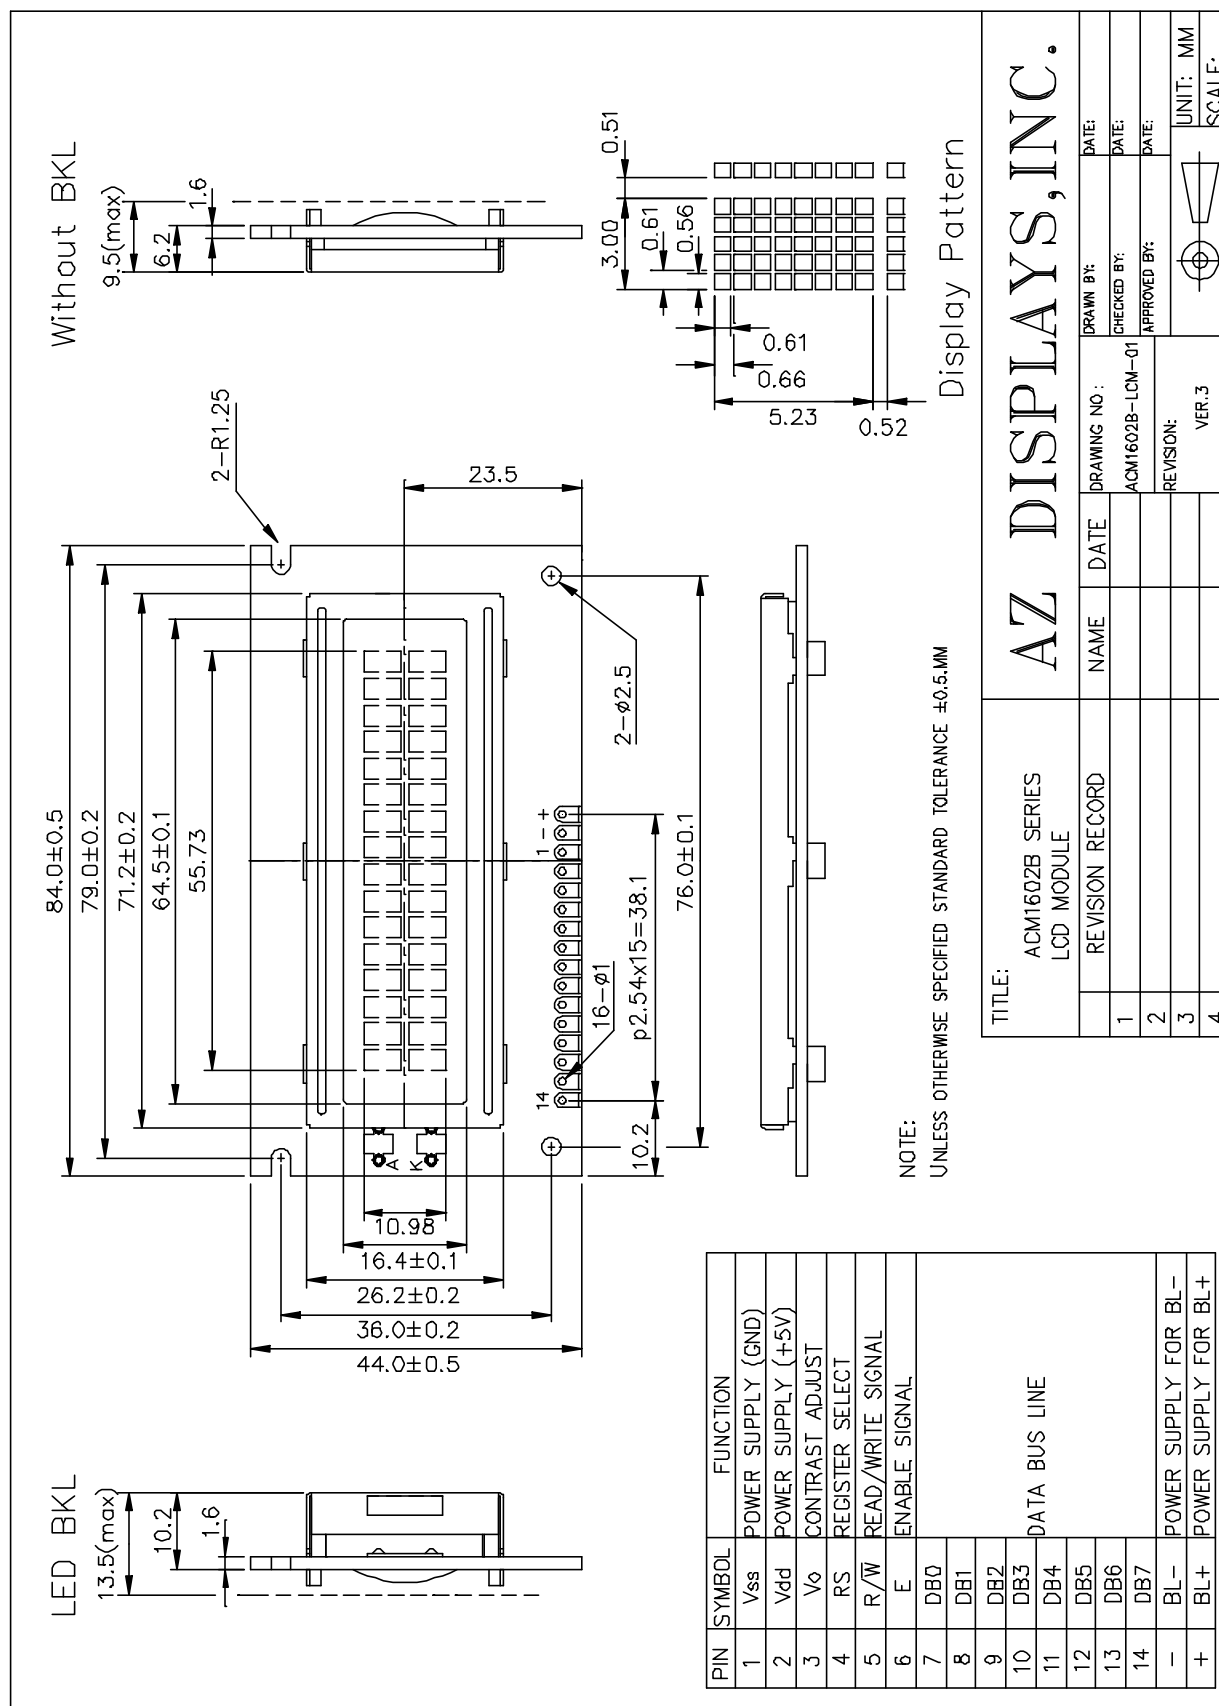 LED BKL
13.5(max)
10.2
1.6
84.0±0.5
79.0±0.2
71.2±0.2
64.5±0.1
55.73
Without BKL
9.5(max)
6.2
1.6
2-R1.25
23.5
10.98
16.4±0.1
26.2±0.2
36.0±0.2
44.0±0.5
A
K
14
1 - +
16-ø1
p2.54x15=38.1
10.2
2-ø2.5
76.0±0.1
3.00
0.51
0.61
0.56
0.61
0.66
5.23
0.52
Display Pattern
PIN SYMBOL FUNCTION
1 Vss POWER SUPPLY (GND)
2 Vdd POWER SUPPLY (+5V)
3 Vo CONTRAST ADJUST
4 RS REGISTER SELECT
5 R/W̅ READ/WRITE SIGNAL
6 E ENABLE SIGNAL
7 DB0
8 DB1
9 DB2
10 DB3
DATA BUS LINE
11 DB4
12 DB5
13 DB6
14 DB7
- BL- POWER SUPPLY FOR BL-
+ BL+ POWER SUPPLY FOR BL+
NOTE:
UNLESS OTHERWISE SPECIFIED STANDARD TOLERANCE ±0.5.MM
TITLE:
ACM1602B SERIES
LCD MODULE
AZ DISPLAYS,INC.
REVISION RECORD NAME DATE
1
2
3
4
DRAWING NO :
ACM1602B-LCM-01
REVISION:
VER.3
DRAWN BY: DATE:
CHECKED BY: DATE:
APPROVED BY: DATE:
UNIT: MM
SCALE: